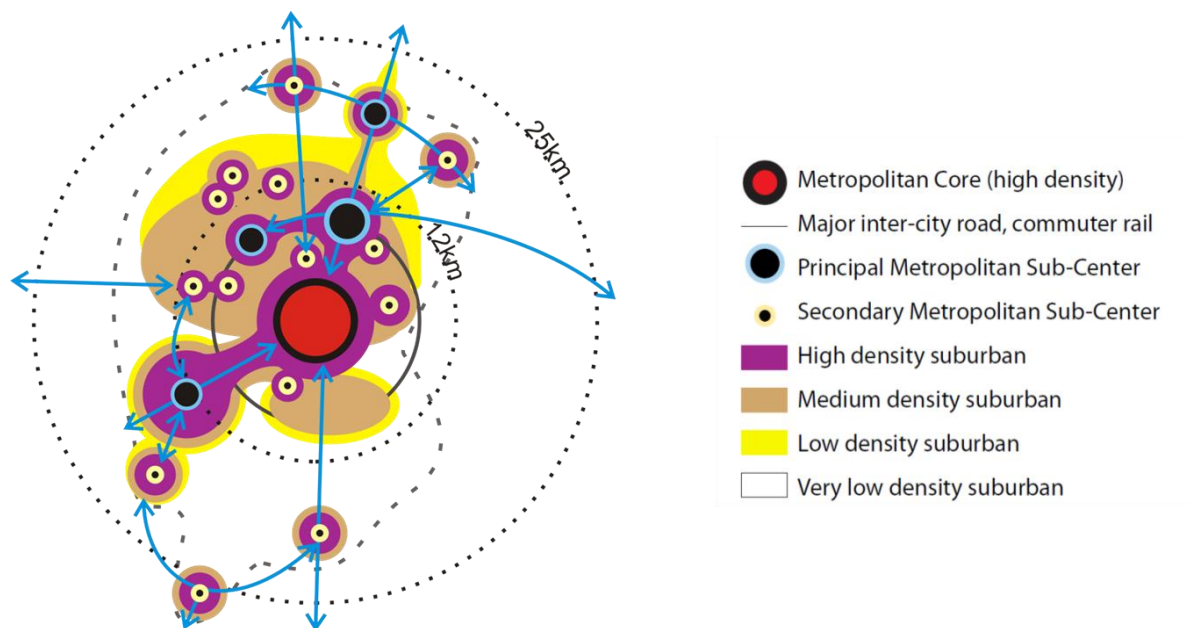 25km
12km
Metropolitan Core (high density)
Major inter-city road, commuter rail
Principal Metropolitan Sub-Center
Secondary Metropolitan Sub-Center
High density suburban
Medium density suburban
Low density suburban
Very low density suburban